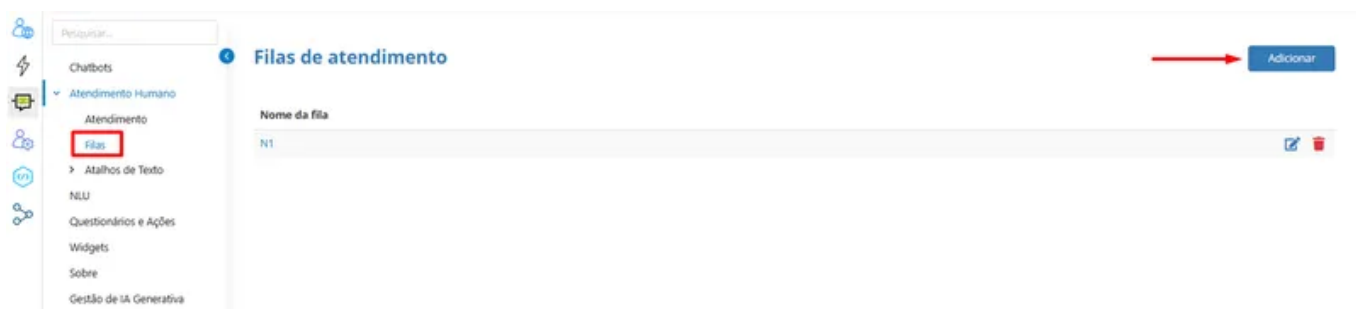 Pesquisar...
Chatbots
Atendimento Humano
Atendimento
Filas
Atalhos de Texto
NLU
Questionários e Ações
Widgets
Sobre
Gestão de IA Generativa
Filas de atendimento
Adicionar
Nome da fila
N1